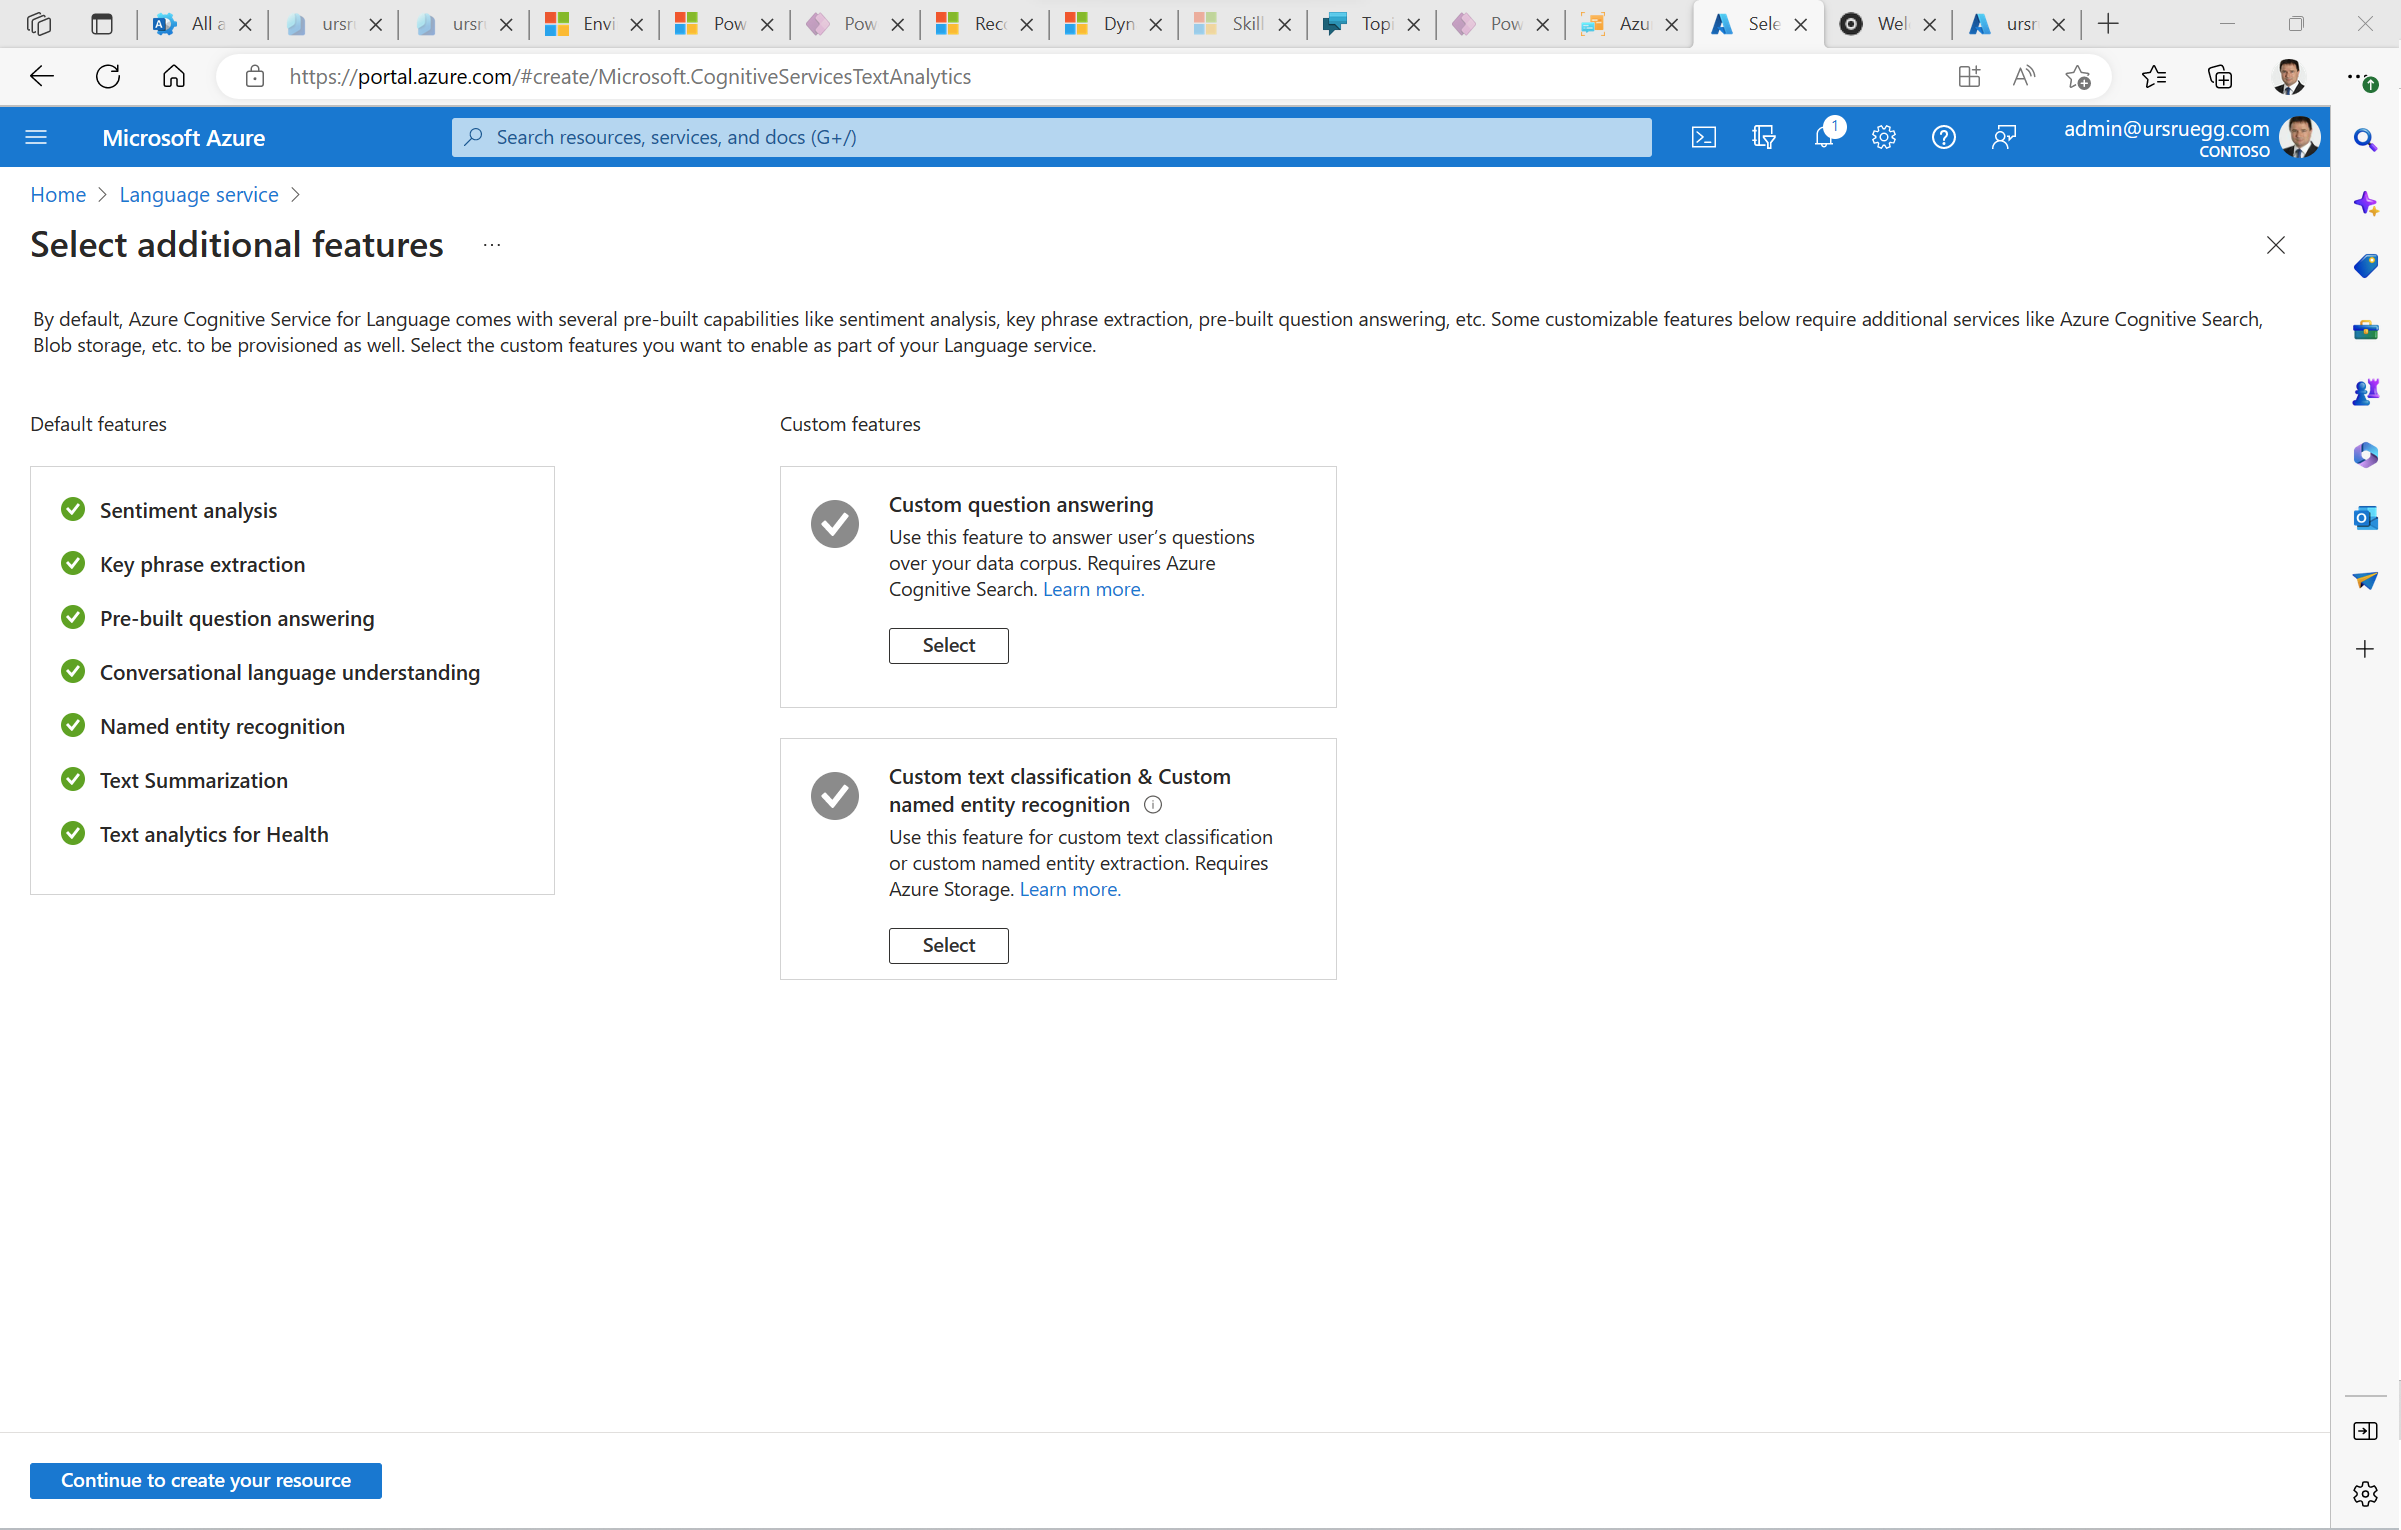 All a
ursr
ursr
Envi
Pow
Pow
Rec
Dyn
Skill
Topi
Pow
Azu
Sele
Wel
ursr
https://portal.azure.com/#create/Microsoft.CognitiveServicesTextAnalytics
Microsoft Azure
Search resources, services, and docs (G+/)
1
admin@ursruegg.com
CONTOSO
Home > Language service >
Select additional features ...
By default, Azure Cognitive Service for Language comes with several pre-built capabilities like sentiment analysis, key phrase extraction, pre-built question answering, etc. Some customizable features below require additional services like Azure Cognitive Search,
Blob storage, etc. to be provisioned as well. Select the custom features you want to enable as part of your Language service.
Default features
Sentiment analysis
Key phrase extraction
Pre-built question answering
Conversational language understanding
Named entity recognition
Text Summarization
Text analytics for Health
Custom features
Custom question answering
Use this feature to answer user’s questions
over your data corpus. Requires Azure
Cognitive Search. Learn more.
Select
Custom text classification & Custom
named entity recognition
Use this feature for custom text classification
or custom named entity extraction. Requires
Azure Storage. Learn more.
Select
Continue to create your resource